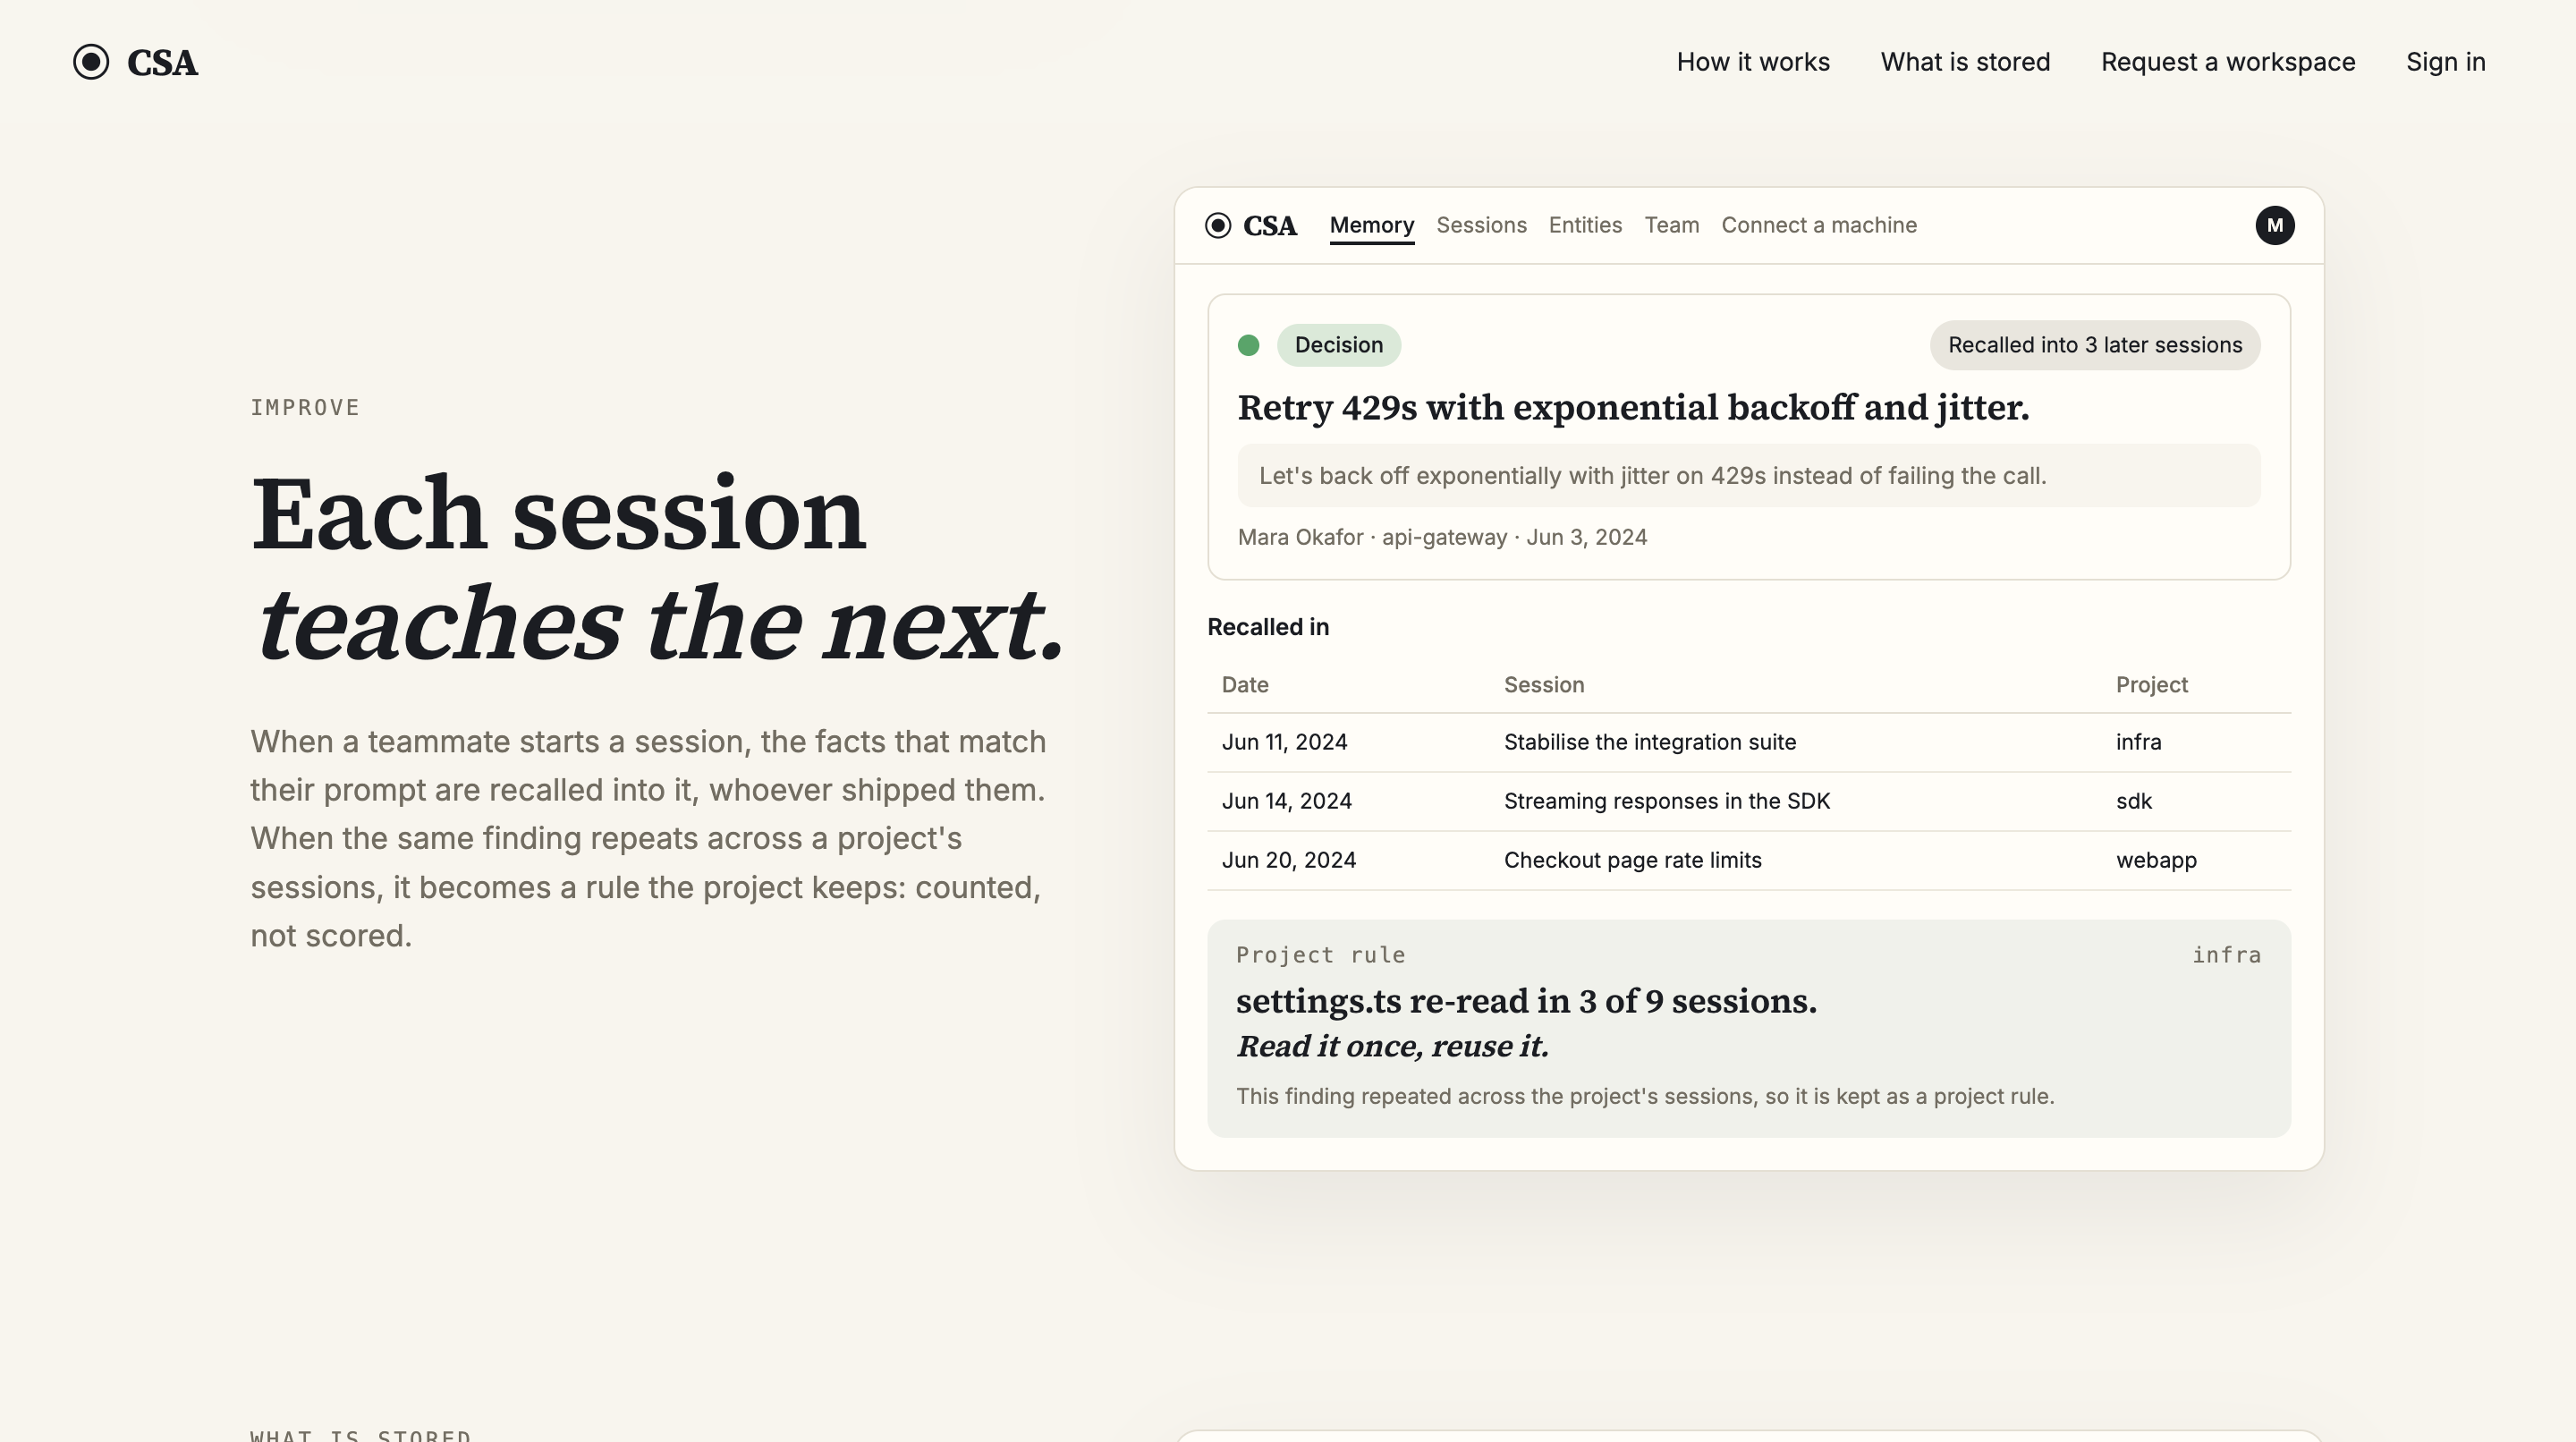 CSA
How it works
What is stored
Request a workspace
Sign in
IMPROVE
Each session
teaches the next.
When a teammate starts a session, the facts that match
their prompt are recalled into it, whoever shipped them.
When the same finding repeats across a project's
sessions, it becomes a rule the project keeps: counted,
not scored.
CSA
Memory
Sessions
Entities
Team
Connect a machine
M
Decision
Recalled into 3 later sessions
Retry 429s with exponential backoff and jitter.
Let's back off exponentially with jitter on 429s instead of failing the call.
Mara Okafor · api-gateway · Jun 3, 2024
Recalled in
Date Session Project
Jun 11, 2024 Stabilise the integration suite infra
Jun 14, 2024 Streaming responses in the SDK sdk
Jun 20, 2024 Checkout page rate limits webapp
Project rule infra
settings.ts re-read in 3 of 9 sessions.
Read it once, reuse it.
This finding repeated across the project's sessions, so it is kept as a project rule.
WHAT IS STORED